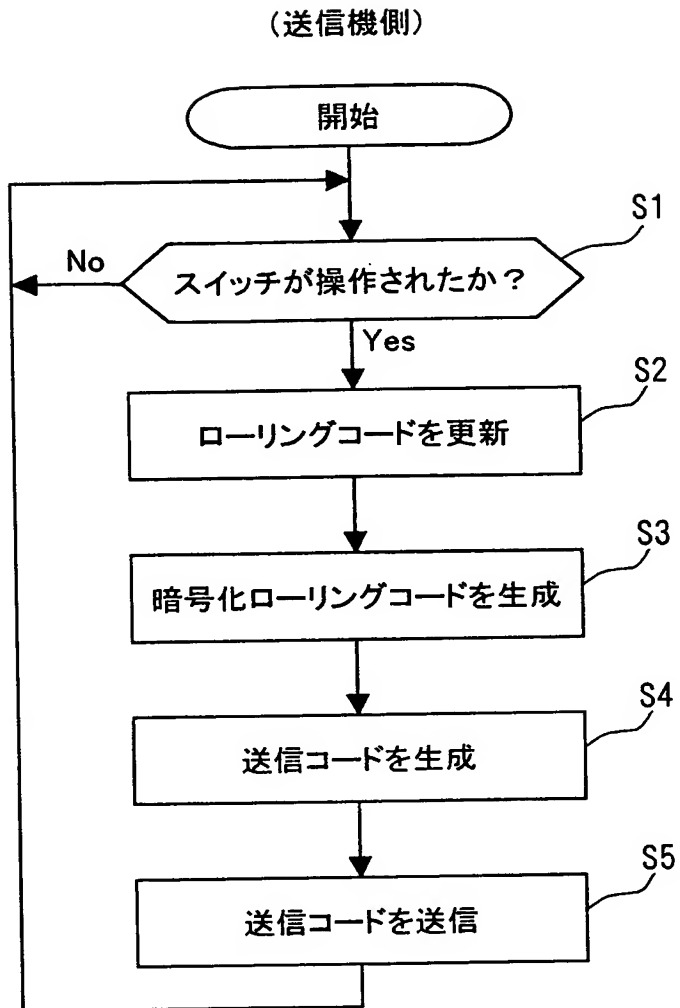 (送信機側)
開始
S1
No
スイッチが操作されたか？
Yes
S2
ローリングコードを更新
S3
暗号化ローリングコードを生成
S4
送信コードを生成
S5
送信コードを送信